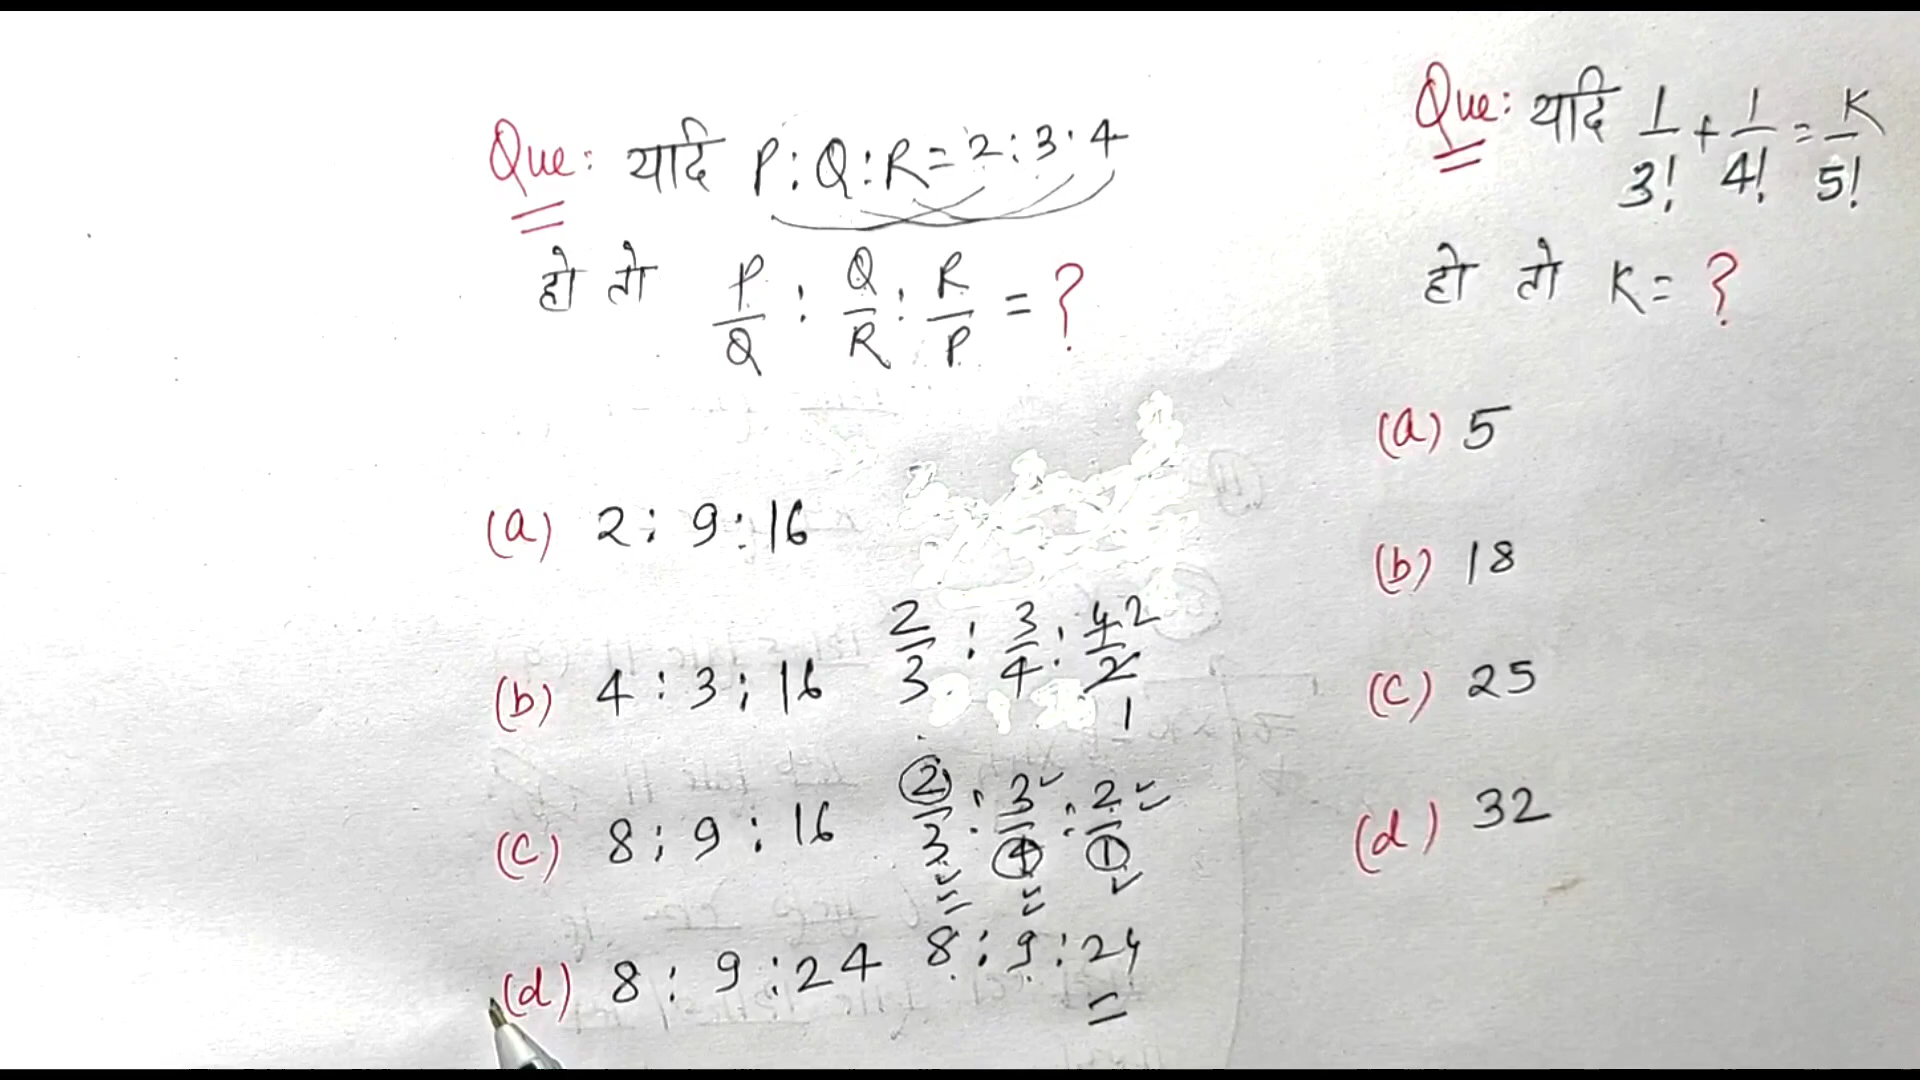 Que: यदि P:Q:R=2:3:4
हो तो P/Q : Q/R : R/P = ?
(a) 2:9:16
(b) 4:3:16
2/3 : 3/4 : 4/2 2
1
(c) 8:9:16
2/3 : 3/4 : 2/1
(d) 8:9:24
8:9:24
Que: यदि 1/3! + 1/4! = K/5!
हो तो K= ?
(a) 5
(b) 18
(c) 25
(d) 32